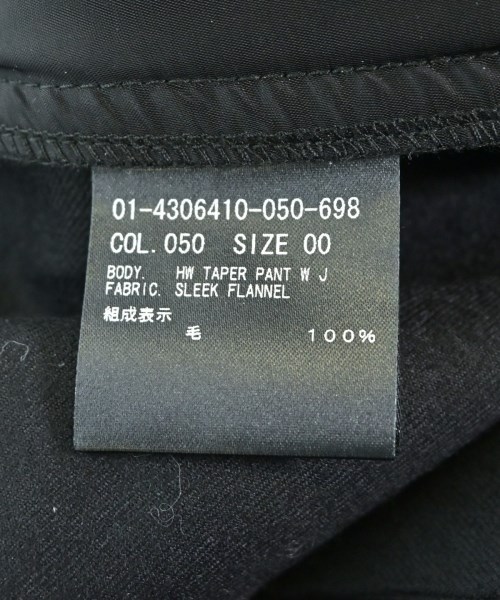 01-4306410-050-698
COL. 050 SIZE 00
BODY. HW TAPER PANT W J
FABRIC. SLEEK FLANNEL
組成表示
毛 100%